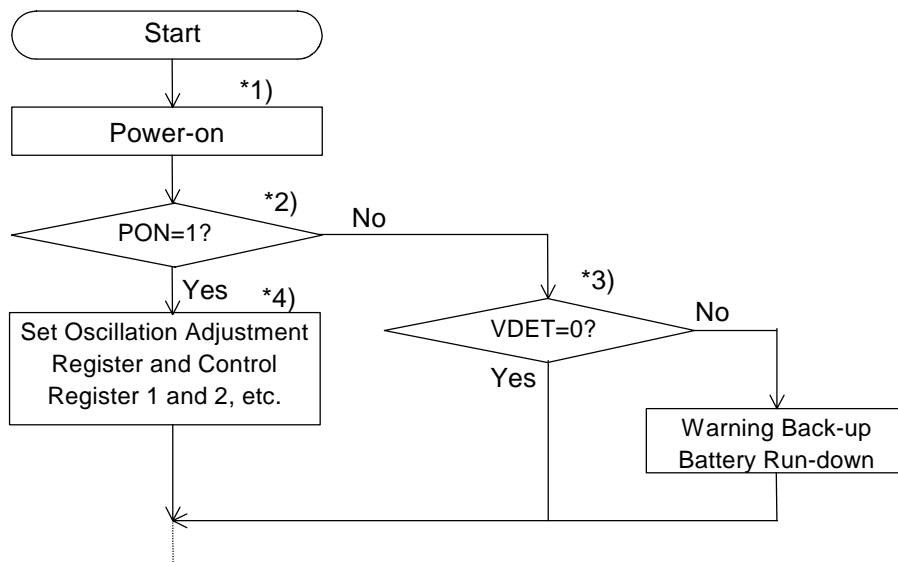 Start
*1)
Power-on
*2)
PON=1?
No
Yes
*4)
Set Oscillation Adjustment
Register and Control
Register 1 and 2, etc.
*3)
VDET=0?
No
Yes
Warning Back-up
Battery Run-down